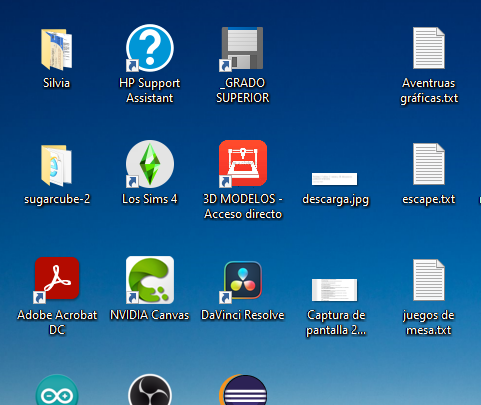 Silvia
HP Support
Assistant
_GRADO
SUPERIOR
Aventruas
gráficas.txt
sugarcube-2
Los Sims 4
3D MODELOS -
Acceso directo
descarga.jpg
escape.txt
Adobe Acrobat
DC
NVIDIA Canvas
DaVinci Resolve
Captura de
pantalla 2...
juegos de
mesa.txt